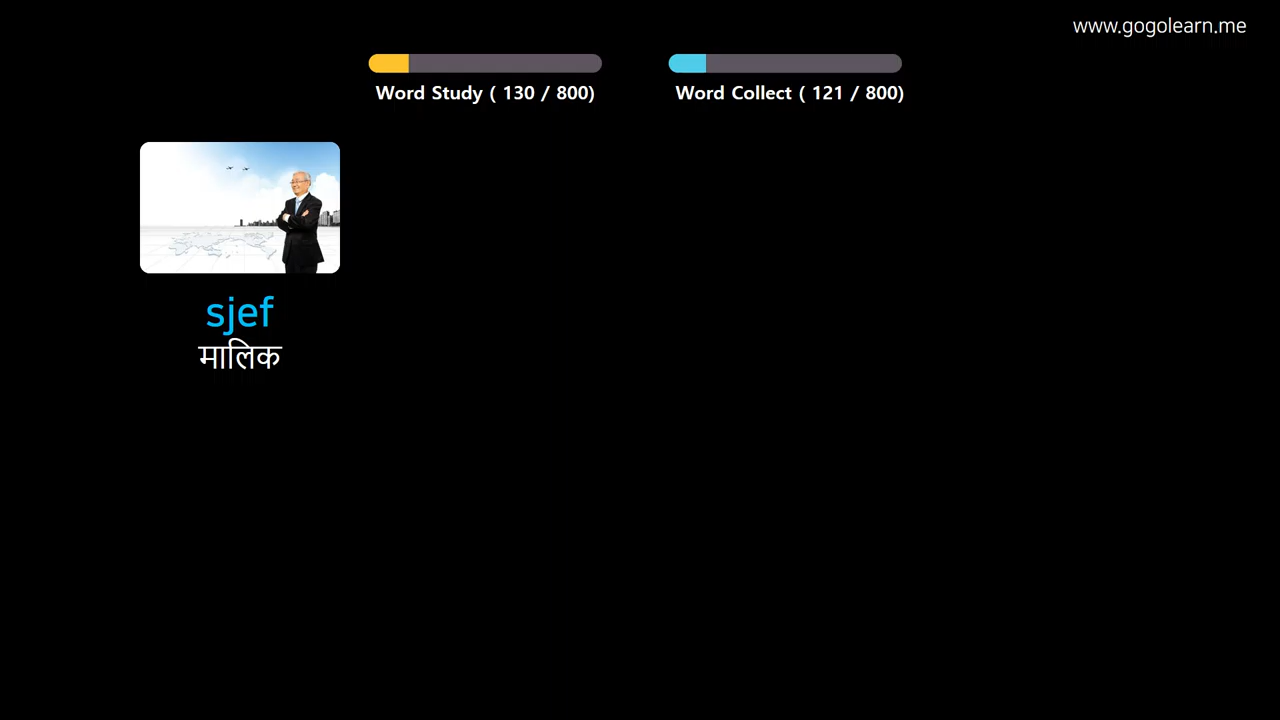 www.gogolearn.me
Word Study ( 130 / 800)
Word Collect ( 121 / 800)
sjef
मालिक